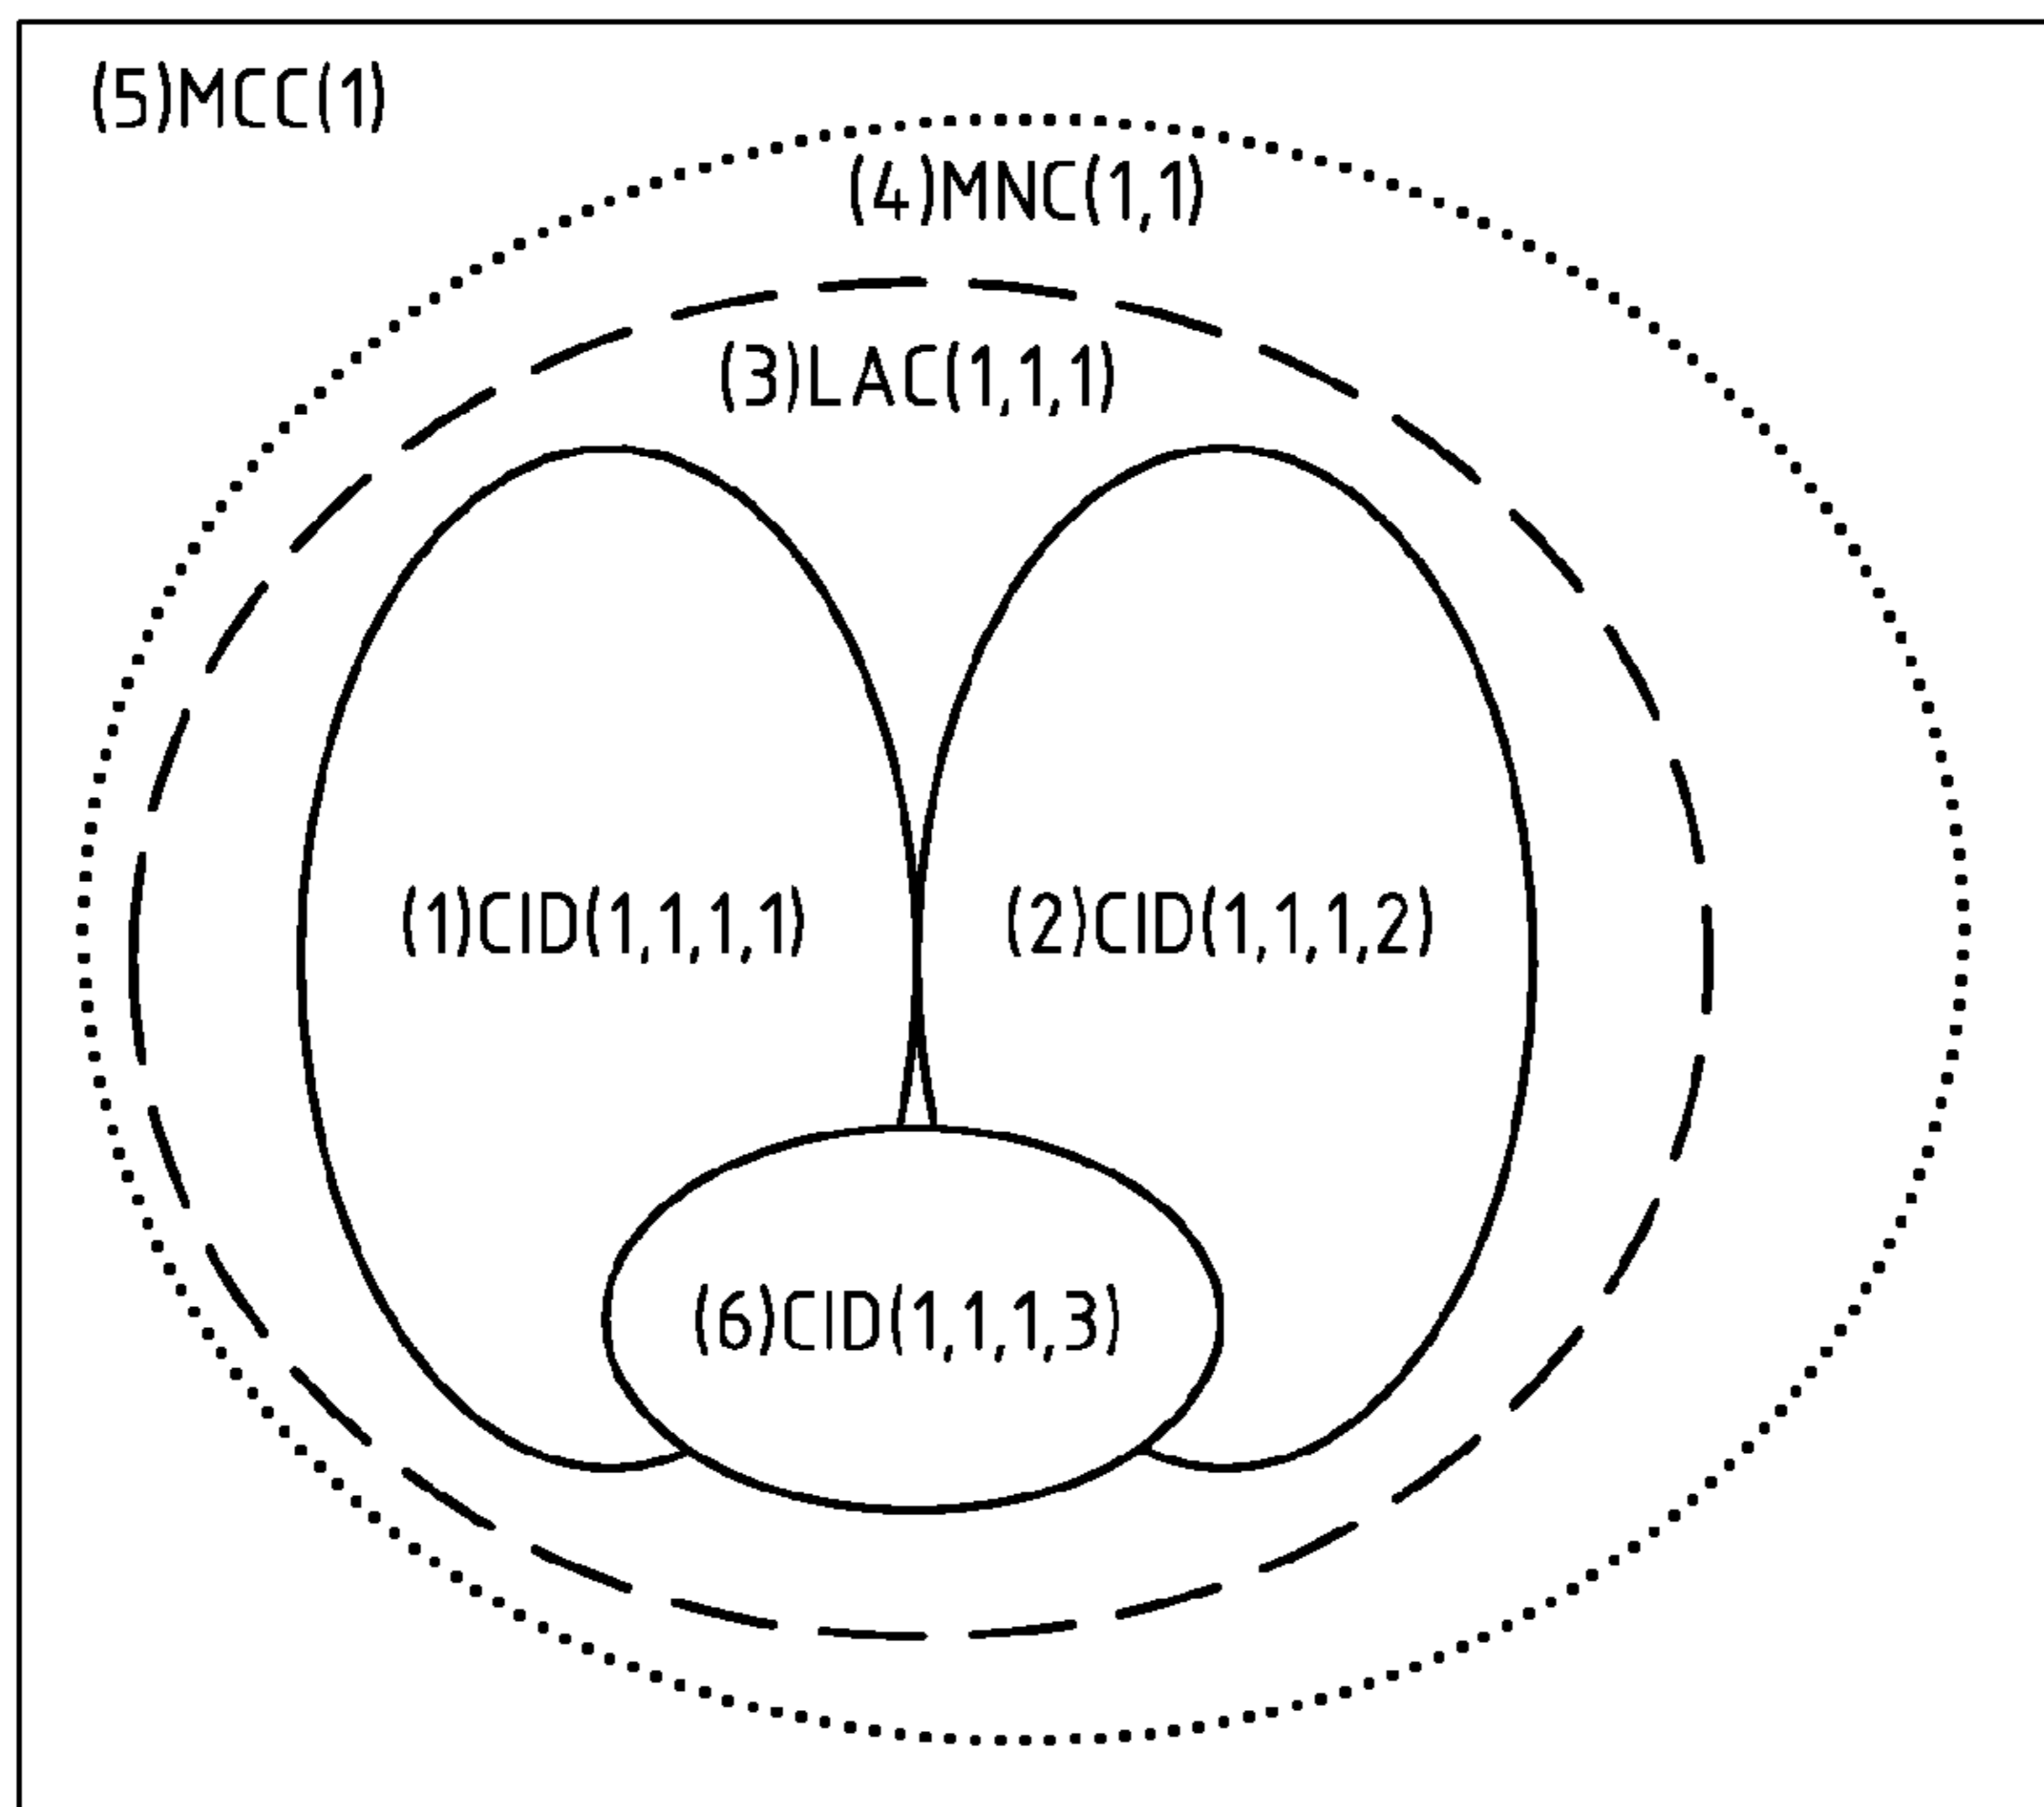 (5)MCC(1)
(4)MNC(1,1)
(3)LAC(1,1,1)
(1)CID(1,1,1,1)
(2)CID(1,1,1,2)
(6)CID(1,1,1,3)